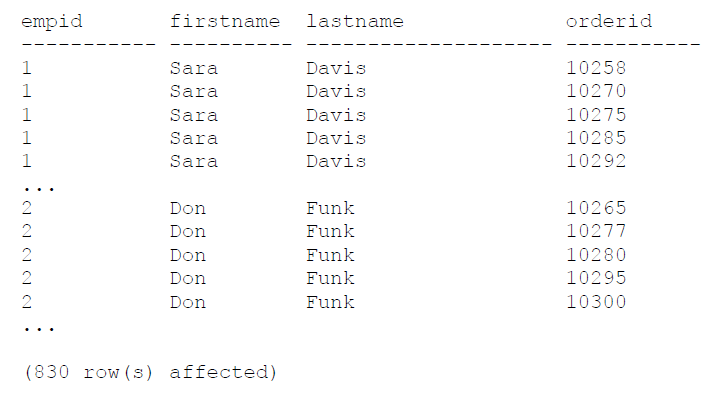 empid       firstname  lastname             orderid
----------- ---------- -------------------- -----------
1           Sara       Davis                10258
1           Sara       Davis                10270
1           Sara       Davis                10275
1           Sara       Davis                10285
1           Sara       Davis                10292
...
2           Don        Funk                 10265
2           Don        Funk                 10277
2           Don        Funk                 10280
2           Don        Funk                 10295
2           Don        Funk                 10300
...
(830 row(s) affected)